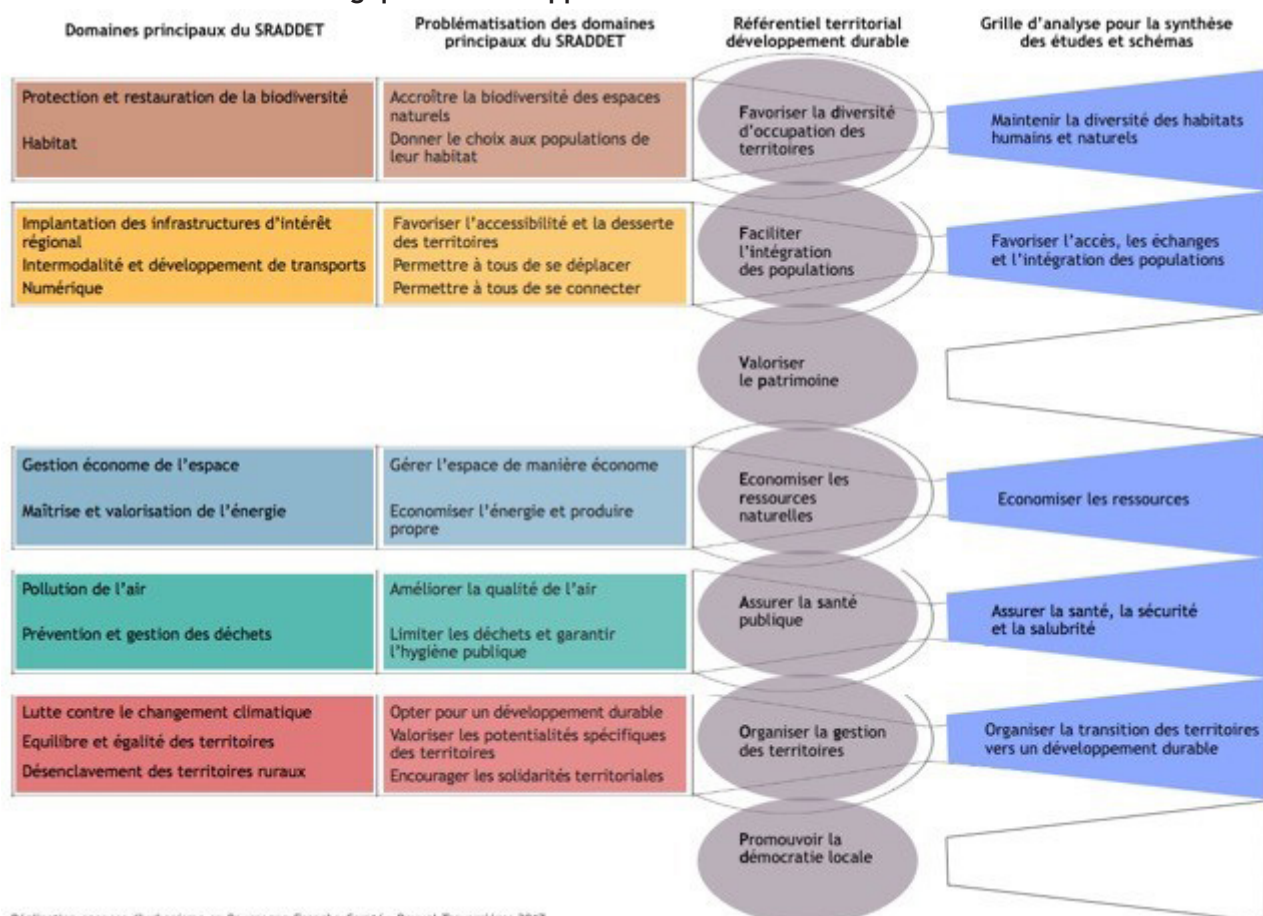 Domaines principaux du SRADDET
Problématisation des domaines
principaux du SRADDET
Référentiel territorial
développement durable
Grille d'analyse pour la synthèse
des études et schémas
Protection et restauration de la biodiversité
Habitat
Accroître la biodiversité des espaces
naturels
Donner le choix aux populations de
leur habitat
Favoriser la diversité
d'occupation des
territoires
Maintenir la diversité des habitats
humains et naturels
Implantation des infrastructures d'intérêt
régional
Intermodalité et développement de transports
Numérique
Favoriser l'accessibilité et la desserte
des territoires
Permettre à tous de se déplacer
Permettre à tous de se connecter
Faciliter
l'intégration
des populations
Favoriser l'accès, les échanges
et l'intégration des populations
Valoriser
le patrimoine
Gestion économe de l'espace
Maîtrise et valorisation de l'énergie
Gérer l'espace de manière économe
Economiser l'énergie et produire
propre
Economiser les
ressources
naturelles
Economiser les ressources
Pollution de l'air
Prévention et gestion des déchets
Améliorer la qualité de l'air
Limiter les déchets et garantir
l'hygiène publique
Assurer la santé
publique
Assurer la santé, la sécurité
et la salubrité
Lutte contre le changement climatique
Equilibre et égalité des territoires
Désenclavement des territoires ruraux
Opter pour un développement durable
Valoriser les potentialités spécifiques
des territoires
Encourager les solidarités territoriales
Organiser la gestion
des territoires
Organiser la transition des territoires
vers un développement durable
Promouvoir la
démocratie locale